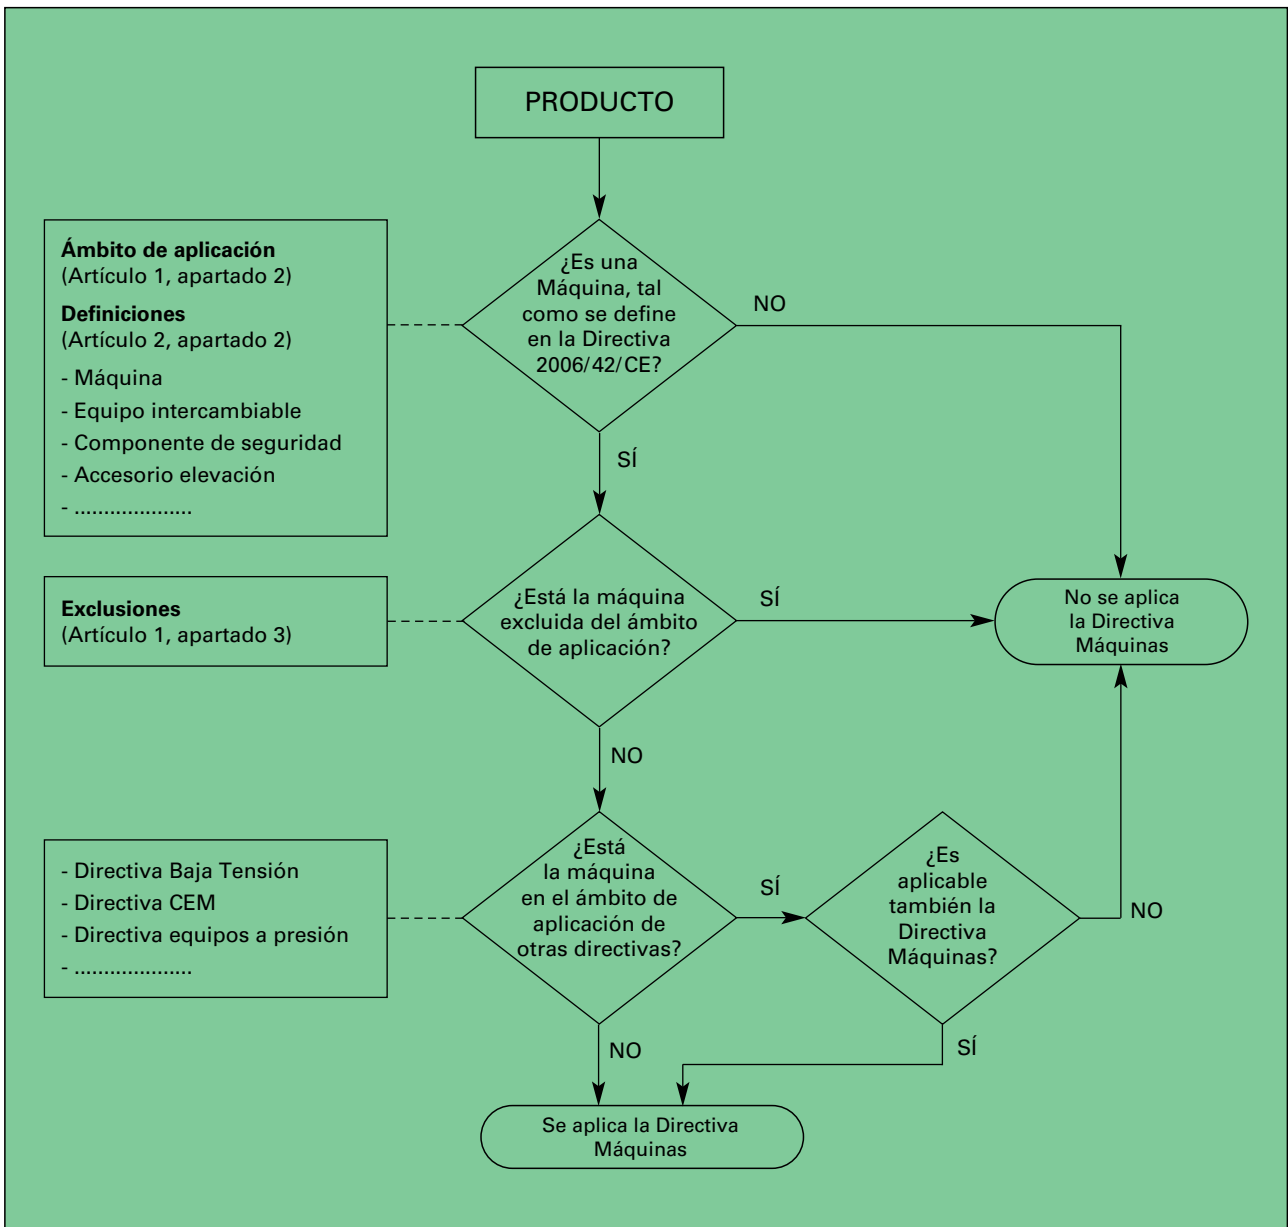 PRODUCTO
Ámbito de aplicación
(Artículo 1, apartado 2)
Definiciones
(Artículo 2, apartado 2)
- Máquina
- Equipo intercambiable
- Componente de seguridad
- Accesorio elevación
- ....................
¿Es una
Máquina, tal
como se define
en la Directiva
2006/42/CE?
NO
SÍ
Exclusiones
(Artículo 1, apartado 3)
¿Está la máquina
excluida del ámbito
de aplicación?
SÍ
No se aplica
la Directiva
Máquinas
NO
- Directiva Baja Tensión
- Directiva CEM
- Directiva equipos a presión
- ....................
¿Está
la máquina
en el ámbito de
aplicación de
otras directivas?
SÍ
¿Es
aplicable
también la
Directiva
Máquinas?
NO
NO
SÍ
Se aplica la Directiva
Máquinas